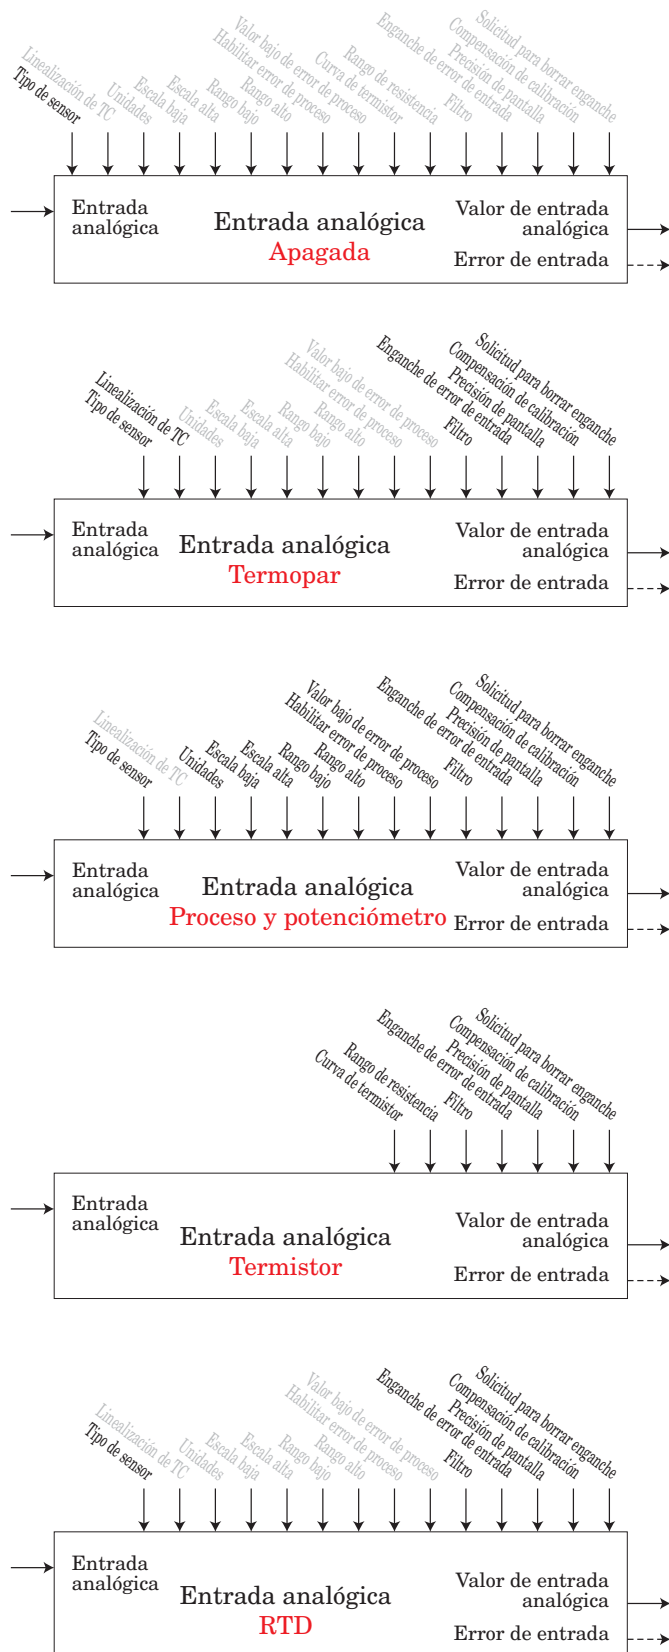 Tipo de sensor
Linealización de TC
Unidades
Escala baja
Escala alta
Rango bajo
Rango alto
Habilitar error de proceso
Valor bajo de error de proceso
Curva de termistor
Rango de resistencia
Filtro
Enganche de error de entrada
Precisión de pantalla
Compensación de calibración
Solicitud para borrar enganche
Entrada
analógica
Entrada analógica
Apagada
Valor de entrada
analógica
Error de entrada
Tipo de sensor
Linealización de TC
Unidades
Escala baja
Escala alta
Rango bajo
Rango alto
Habilitar error de proceso
Valor bajo de error de proceso
Filtro
Enganche de error de entrada
Precisión de pantalla
Compensación de calibración
Solicitud para borrar enganche
Entrada
analógica
Entrada analógica
Termopar
Valor de entrada
analógica
Error de entrada
Tipo de sensor
Linealización de TC
Unidades
Escala baja
Escala alta
Rango bajo
Rango alto
Habilitar error de proceso
Valor bajo de error de proceso
Filtro
Enganche de error de entrada
Precisión de pantalla
Compensación de calibración
Solicitud para borrar enganche
Entrada
analógica
Entrada analógica
Proceso y potenciómetro
Valor de entrada
analógica
Error de entrada
Curva de termistor
Rango de resistencia
Filtro
Enganche de error de entrada
Precisión de pantalla
Compensación de calibración
Solicitud para borrar enganche
Entrada
analógica
Entrada analógica
Termistor
Valor de entrada
analógica
Error de entrada
Tipo de sensor
Linealización de TC
Unidades
Escala baja
Escala alta
Rango bajo
Rango alto
Habilitar error de proceso
Valor bajo de error de proceso
Filtro
Enganche de error de entrada
Precisión de pantalla
Compensación de calibración
Solicitud para borrar enganche
Entrada
analógica
Entrada analógica
RTD
Valor de entrada
analógica
Error de entrada